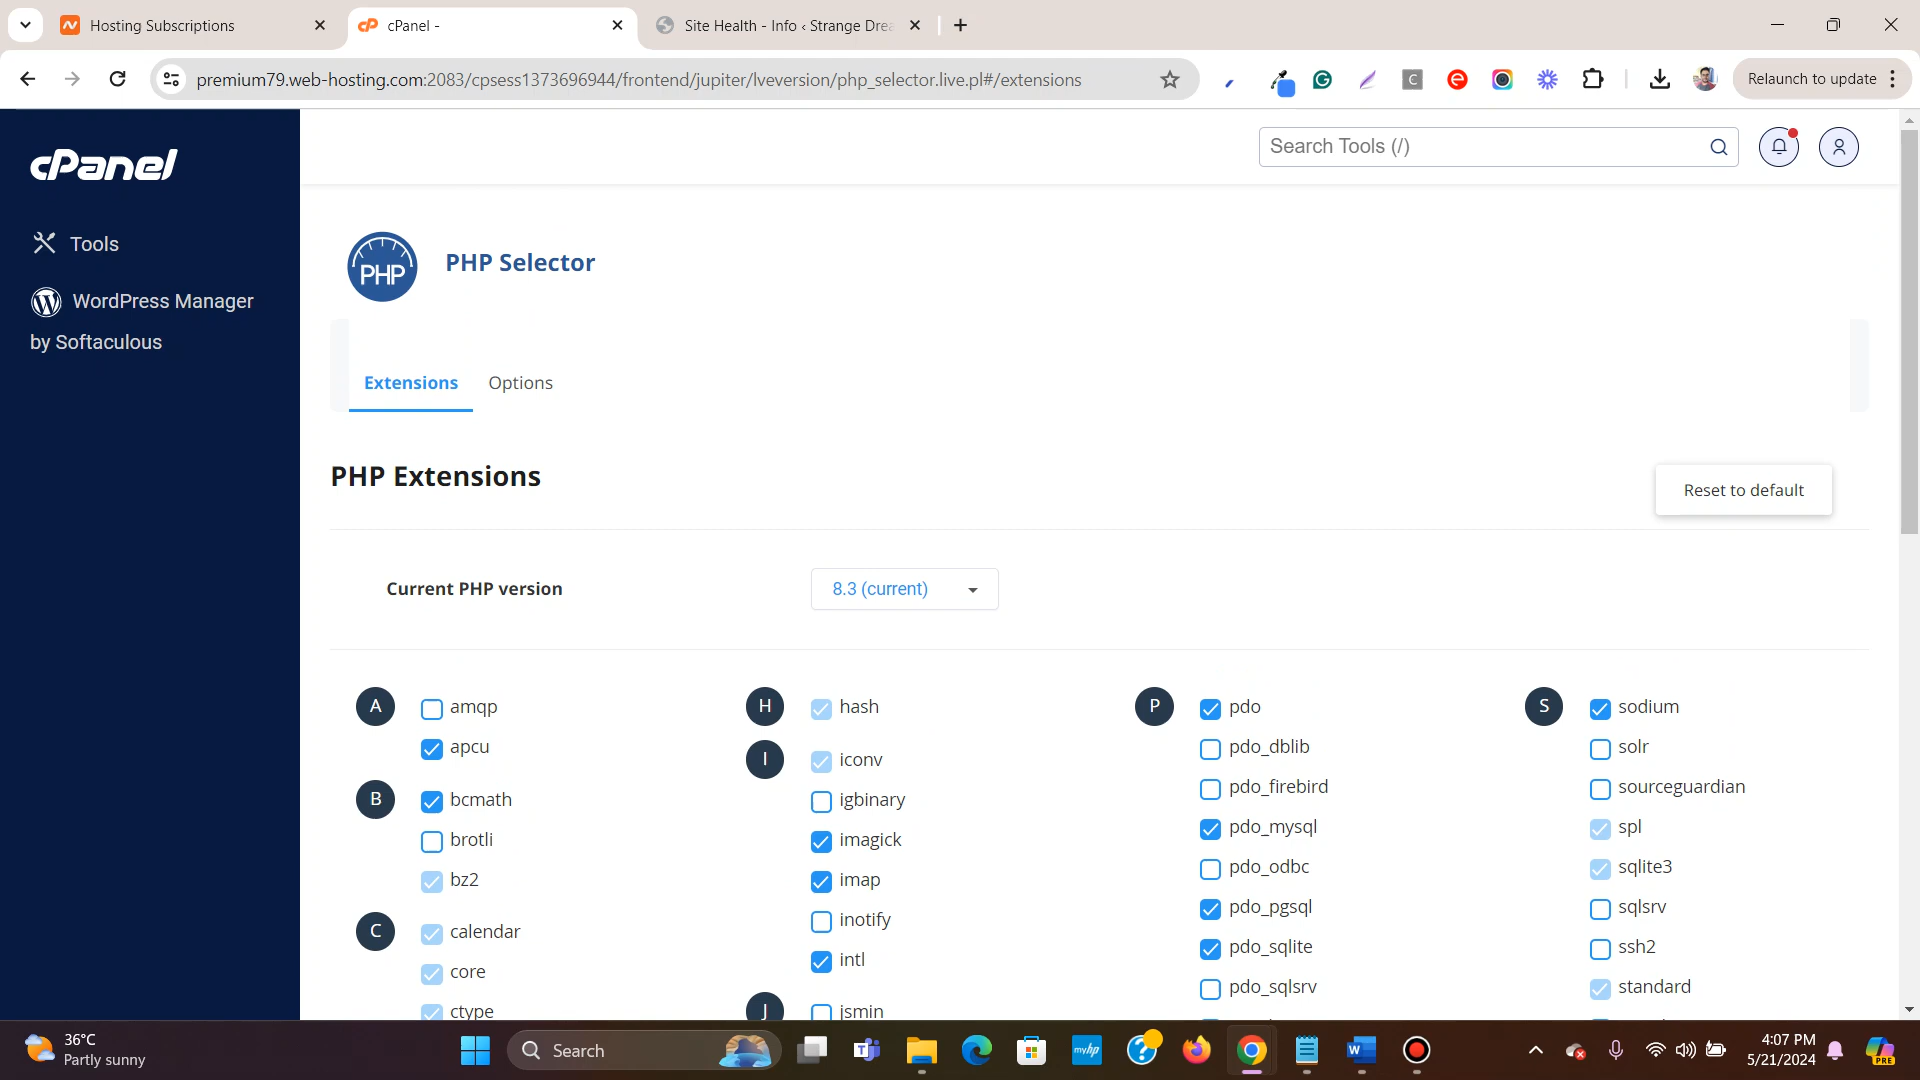 Hosting Subscriptions
cPanel -
Site Health - Info ‹ Strange Drea
premium79.web-hosting.com:2083/cpsess1373696944/frontend/jupiter/lveversion/php_selector.live.pl#/extensions
Relaunch to update
cPanel
Search Tools (/)
Tools
WordPress Manager
by Softaculous
PHP
PHP Selector
Extensions
Options
PHP Extensions
Reset to default
Current PHP version
8.3 (current)
A
amqp
apcu
B
bcmath
brotli
bz2
C
calendar
core
ctype
H
hash
I
iconv
igbinary
imagick
imap
inotify
intl
J
jsmin
P
pdo
pdo_dblib
pdo_firebird
pdo_mysql
pdo_odbc
pdo_pgsql
pdo_sqlite
pdo_sqlsrv
S
sodium
solr
sourceguardian
spl
sqlite3
sqlsrv
ssh2
standard
36°C
Partly sunny
Search
myhp
4:07 PM
5/21/2024
PRE